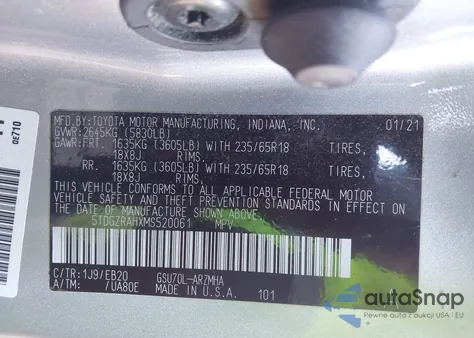 0E710
MFD.BY:TOYOTA MOTOR MANUFACTURING, INDIANA, INC. 01/21
GVWR:2645KG (5830LB)
GAWR:FRT. 1635KG (3605LB) WITH 235/65R18 TIRES,
18X8J RIMS,
RR. 1635KG (3605LB) WITH 235/65R18 TIRES,
18X8J RIMS.
THIS VEHICLE CONFORMS TO ALL APPLICABLE FEDERAL MOTOR
VEHICLE SAFETY AND THEFT PREVENTION STANDARDS IN EFFECT ON
THE DATE OF MANUFACTURE SHOWN ABOVE.
5TDGZRAHXMS520061 MPV
C/TR:1J9/EB20 GSU70L-ARZMHA
A/TM: /UA80E MADE IN U.S.A. 101
autoSnap
Pewne auta z aukcji USA i EU